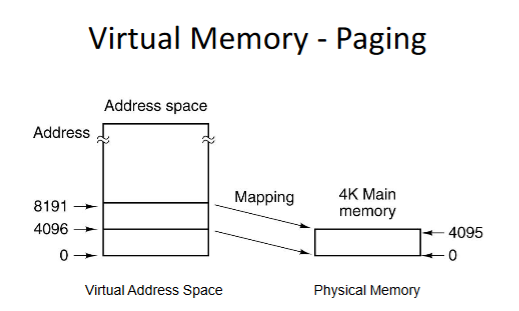 Virtual Memory - Paging
Address space
Address
8191
4096
0
Mapping
4K Main
memory
4095
0
Virtual Address Space
Physical Memory